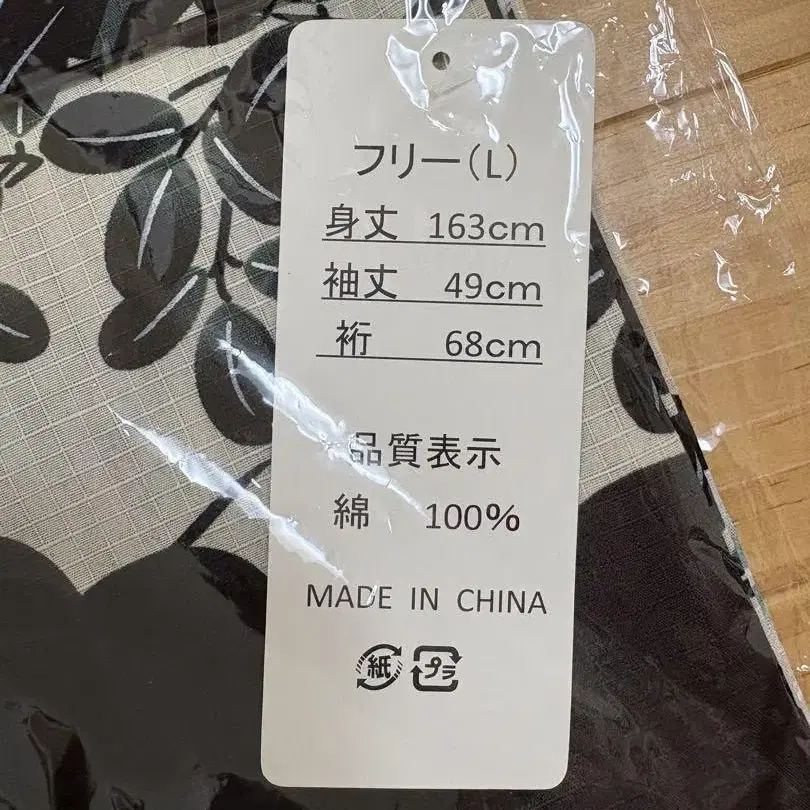 フリー(L)
身丈 163cm
袖丈 49cm
裄 68cm
品質表示
綿 100%
MADE IN CHINA
紙 プラ